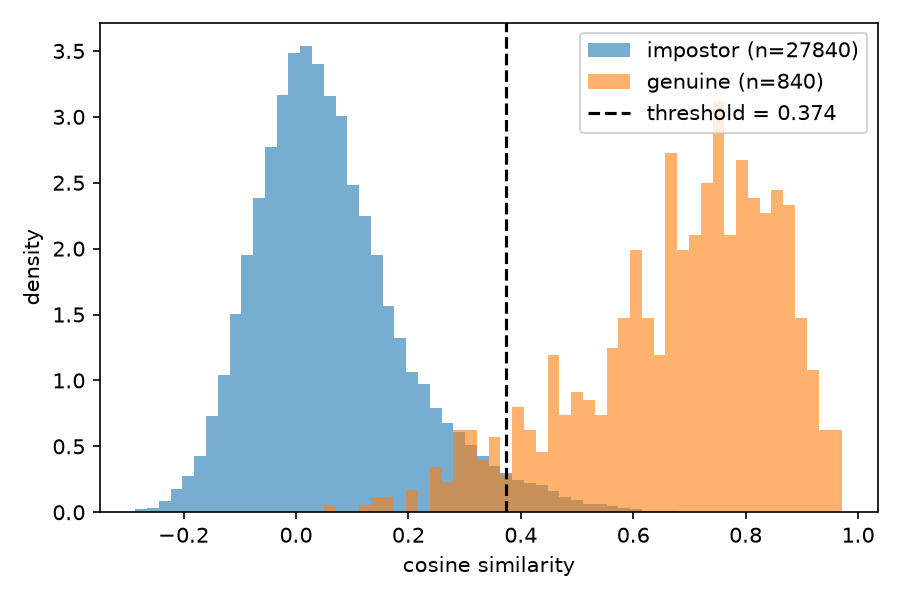 impostor (n=27840)
genuine (n=840)
threshold = 0.374
3.5
3.0
2.5
2.0
1.5
1.0
0.5
0.0
density
−0.2 0.0 0.2 0.4 0.6 0.8 1.0
cosine similarity